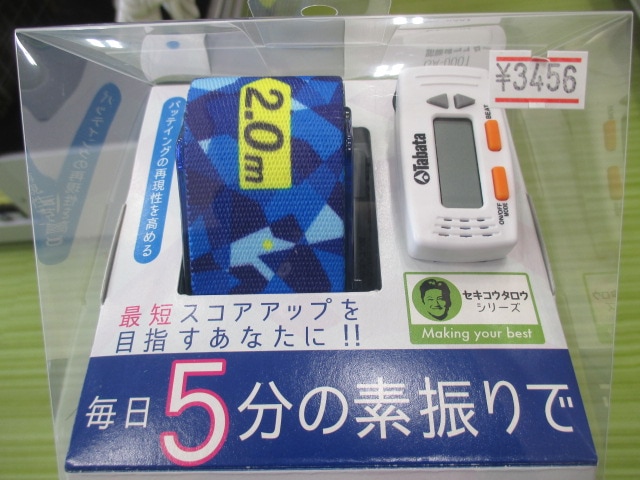 ¥3456
2.0m
パッティングの再現性を高める
BEAT
Tabata
ON/OFF
MODE
セキコウタロウ
シリーズ
Making your best
最短スコアアップを
目指すあなたに!!
毎日5分の素振りで